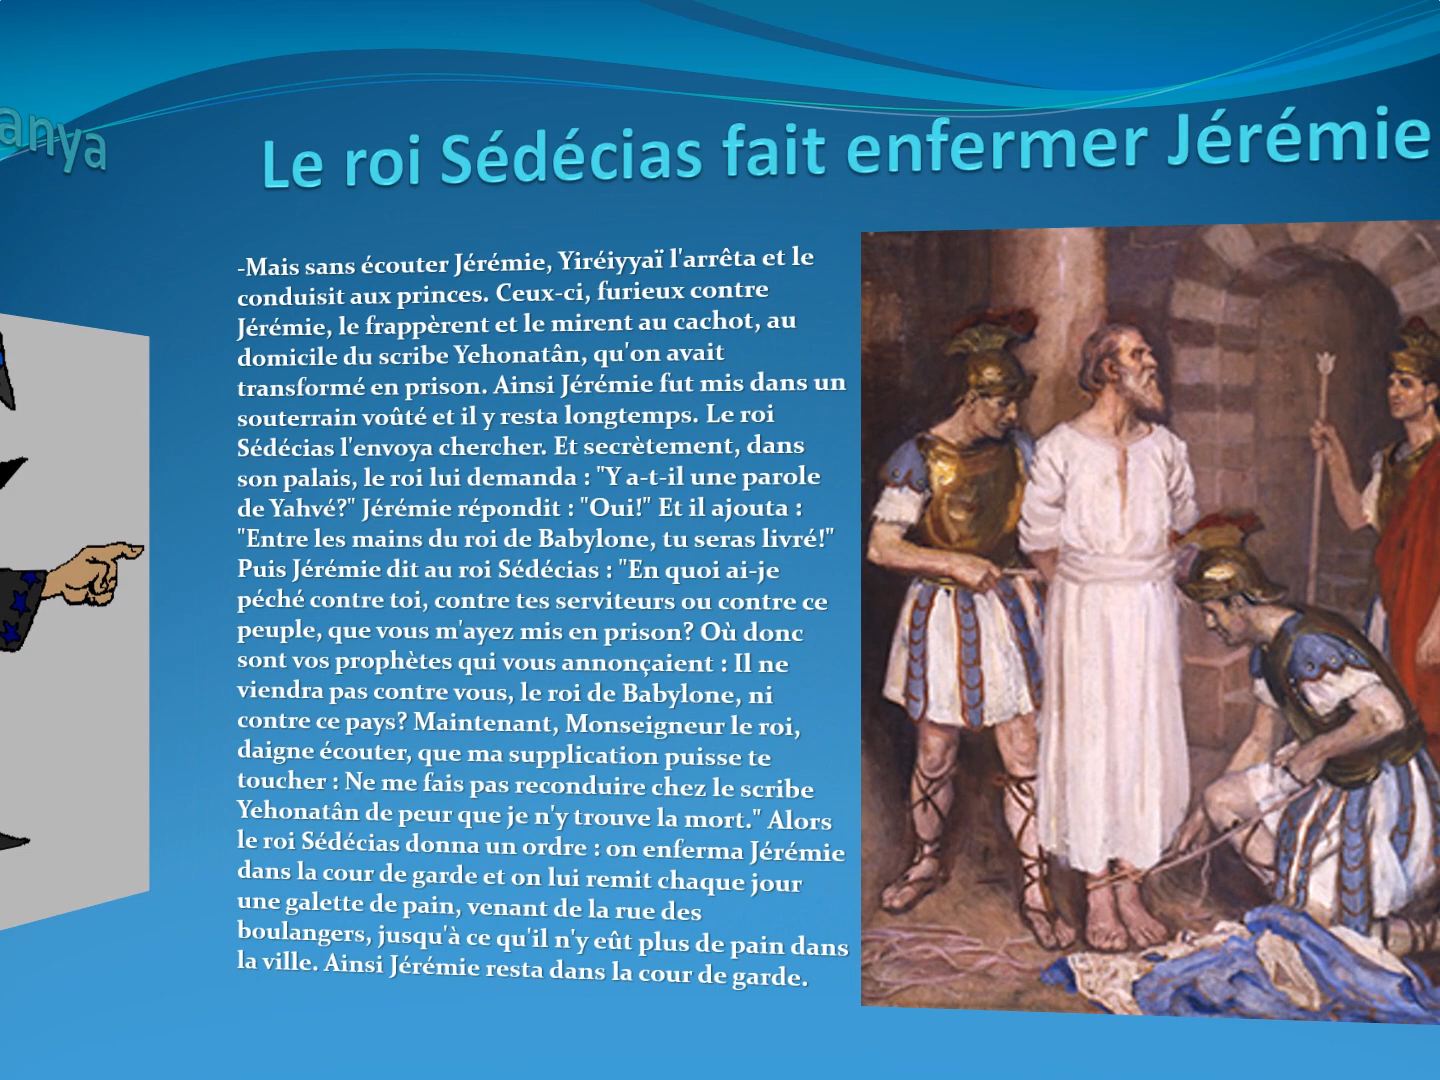 anya
Le roi Sédécias fait enfermer Jérémie
-Mais sans écouter Jérémie, Yiréiyyaï l'arrêta et le
conduisit aux princes. Ceux-ci, furieux contre
Jérémie, le frappèrent et le mirent au cachot, au
domicile du scribe Yehonatân, qu'on avait
transformé en prison. Ainsi Jérémie fut mis dans un
souterrain voûté et il y resta longtemps. Le roi
Sédécias l'envoya chercher. Et secrètement, dans
son palais, le roi lui demanda : "Y a-t-il une parole
de Yahvé?" Jérémie répondit : "Oui!" Et il ajouta :
"Entre les mains du roi de Babylone, tu seras livré!"
Puis Jérémie dit au roi Sédécias : "En quoi ai-je
péché contre toi, contre tes serviteurs ou contre ce
peuple, que vous m'ayez mis en prison? Où donc
sont vos prophètes qui vous annonçaient : Il ne
viendra pas contre vous, le roi de Babylone, ni
contre ce pays? Maintenant, Monseigneur le roi,
daigne écouter, que ma supplication puisse te
toucher : Ne me fais pas reconduire chez le scribe
Yehonatân de peur que je n'y trouve la mort." Alors
le roi Sédécias donna un ordre : on enferma Jérémie
dans la cour de garde et on lui remit chaque jour
une galette de pain, venant de la rue des
boulangers, jusqu'à ce qu'il n'y eût plus de pain dans
la ville. Ainsi Jérémie resta dans la cour de garde.